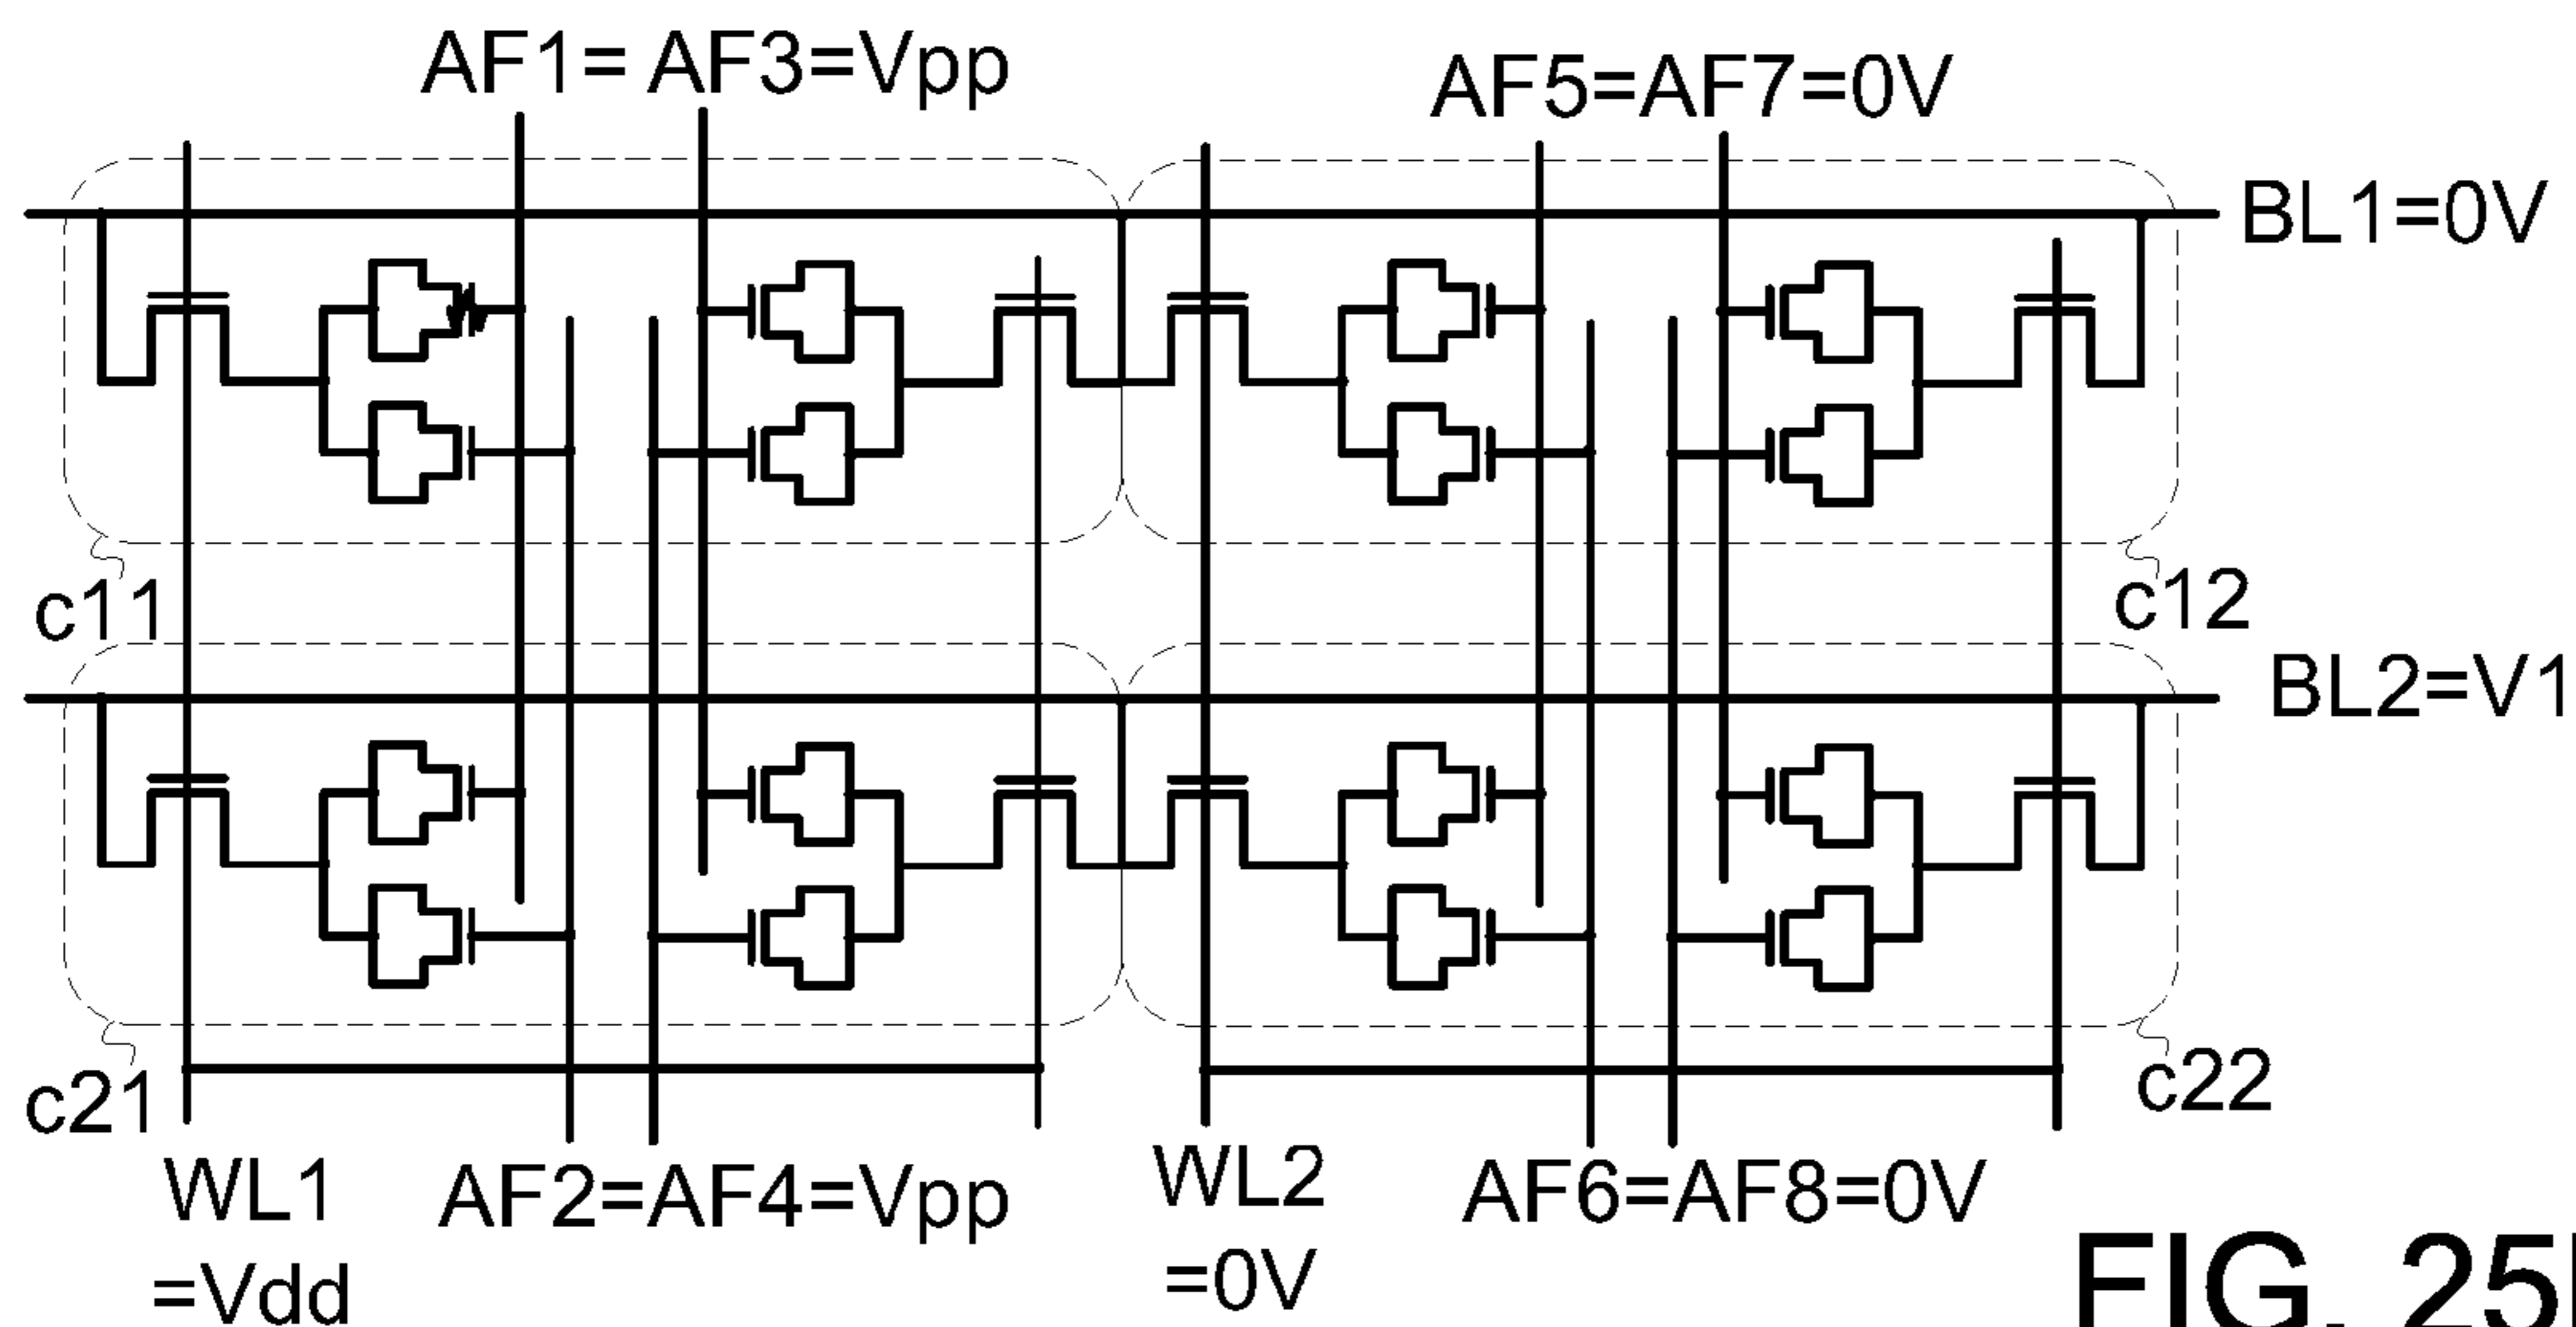 AF1= AF3=Vpp
AF5=AF7=0V
BL1=0V
c11
c12
BL2=V1
c21
c22
WL1
=Vdd
AF2=AF4=Vpp
WL2
=0V
AF6=AF8=0V
FIG. 25